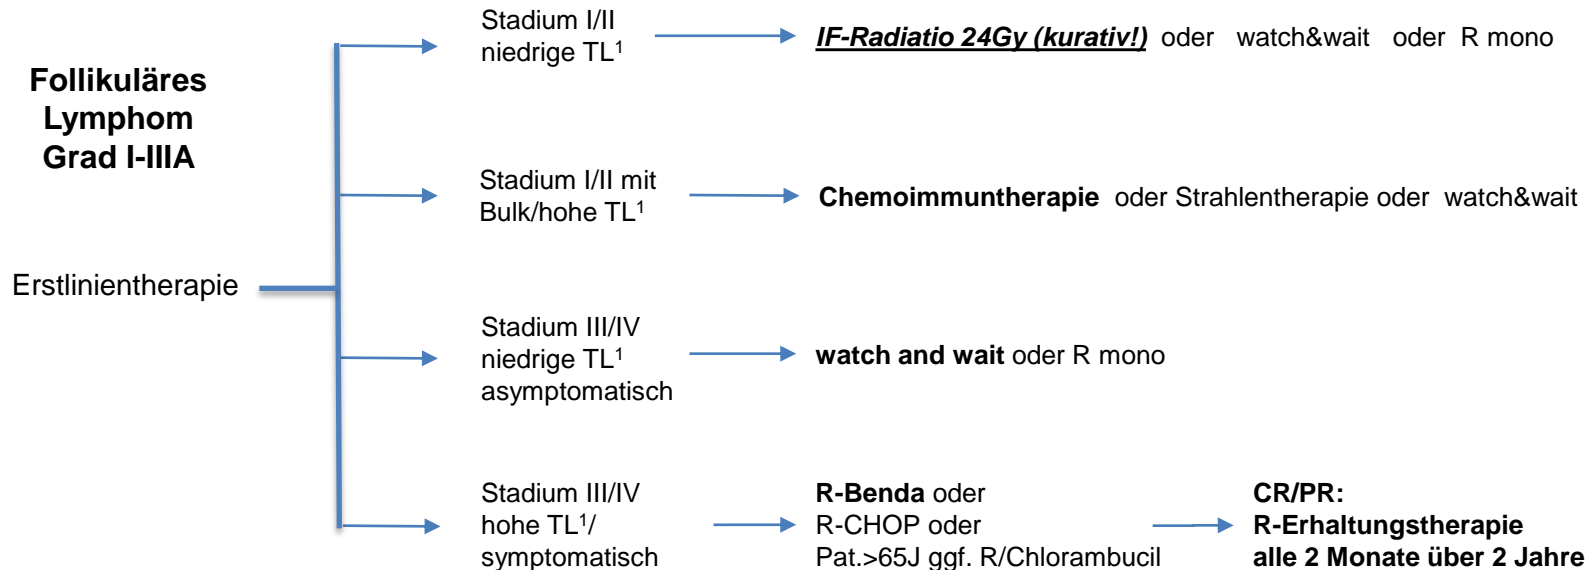 Follikuläres
Lymphom
Grad I-IIIA
Erstlinientherapie
Stadium I/II
niedrige TL¹
IF-Radiatio 24Gy (kurativ!) oder watch&wait oder R mono
Stadium I/II mit
Bulk/hohe TL¹
Chemoimmuntherapie oder Strahlentherapie oder watch&wait
Stadium III/IV
niedrige TL¹
asymptomatisch
watch and wait oder R mono
Stadium III/IV
hohe TL¹/
symptomatisch
R-Benda oder
R-CHOP oder
Pat.>65J ggf. R/Chlorambucil
CR/PR:
R-Erhaltungstherapie
alle 2 Monate über 2 Jahre